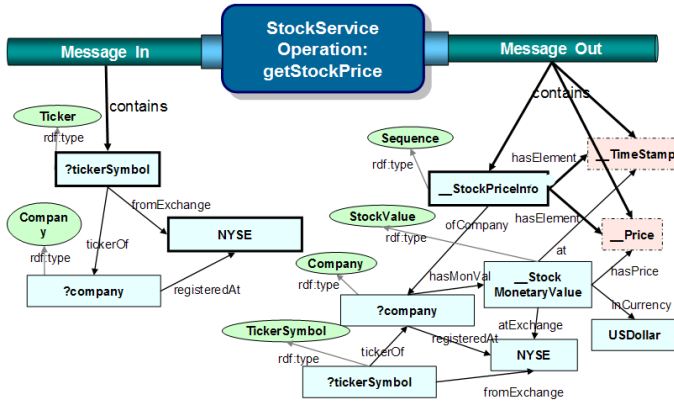 StockService
Operation:
getStockPrice
Message In
Message Out
contains
contains
Ticker
rdf:type
?tickerSymbol
fromExchange
Compan
y
rdf:type
tickerOf
NYSE
?company
registeredAt
Sequence
rdf:type
hasElement
__TimeStamp
__StockPriceInfo
hasElement
StockValue
rdf:type
ofCompany
__Price
at
Company
rdf:type
hasMonVal
__Stock
MonetaryValue
hasPrice
?company
inCurrency
atExchange
USDollar
TickerSymbol
rdf:type
tickerOf
registeredAt
NYSE
?tickerSymbol
fromExchange